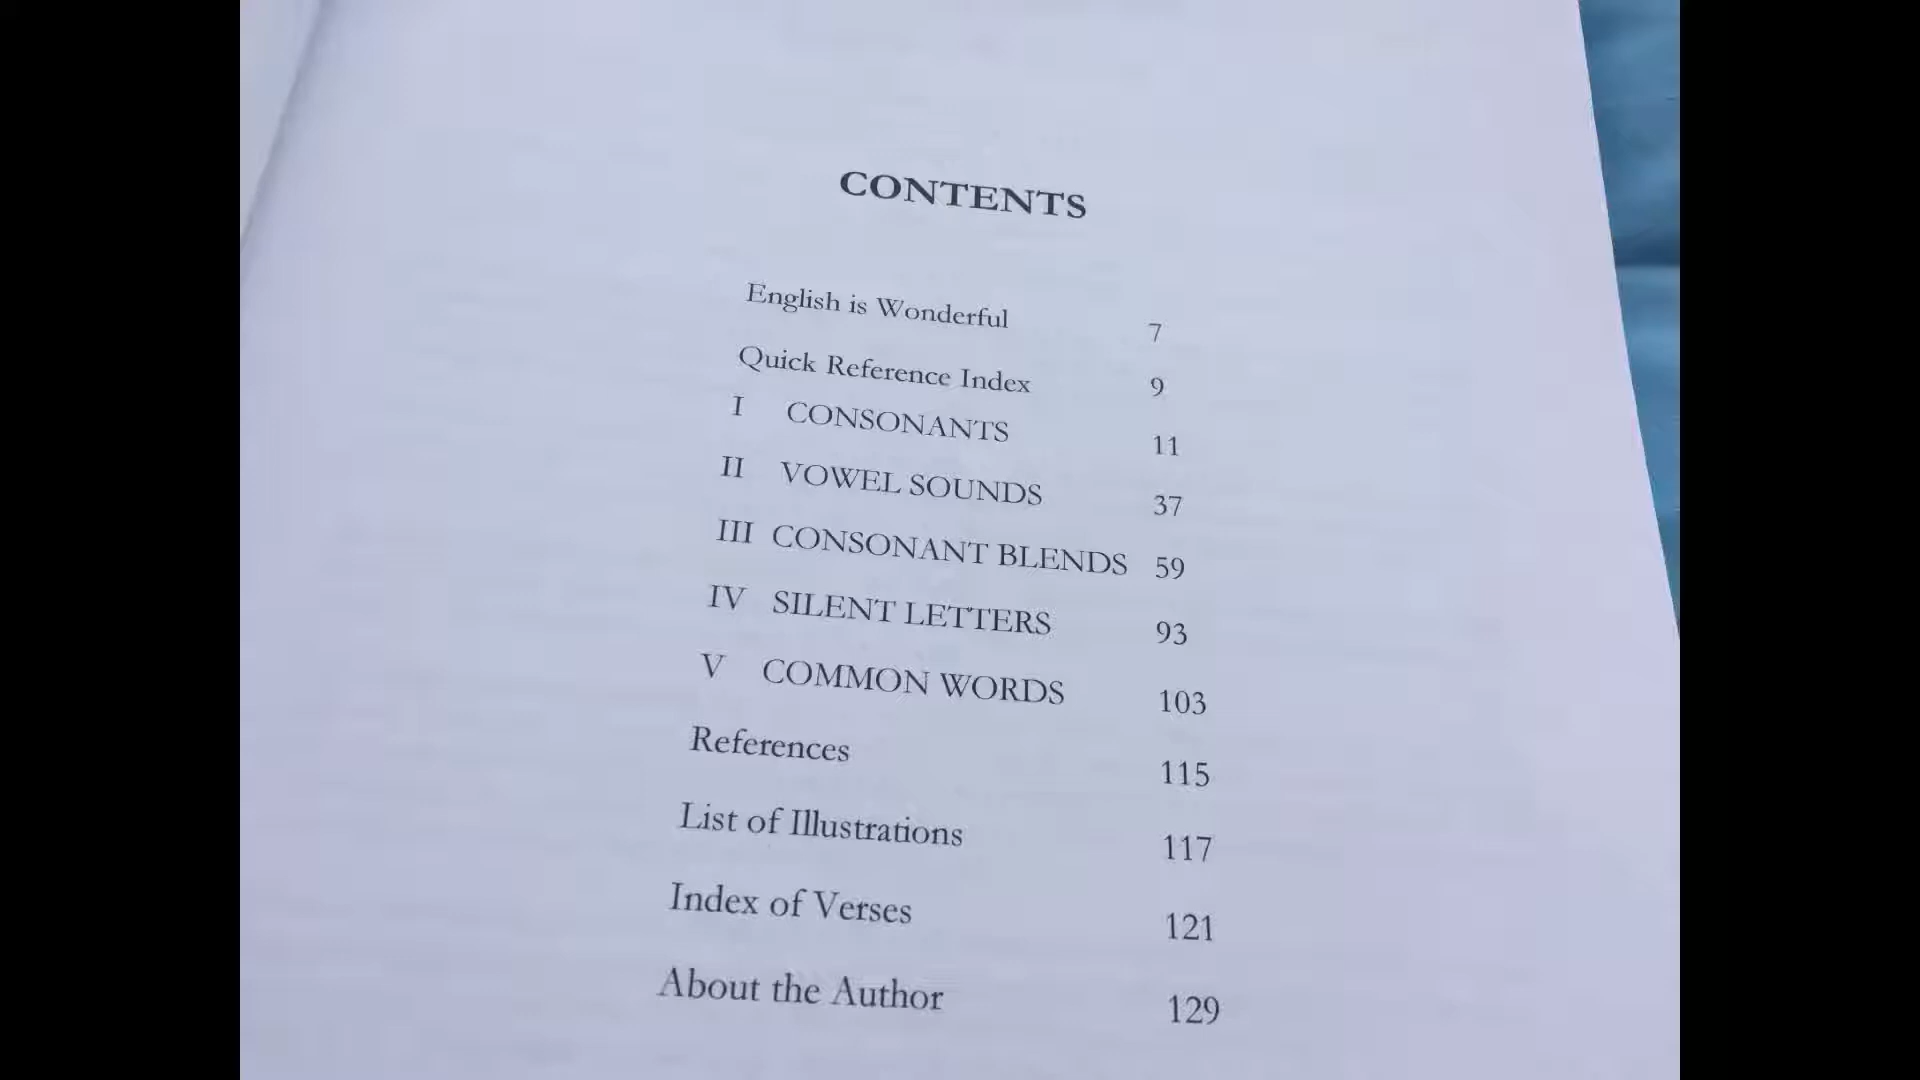 CONTENTS
English is Wonderful 7
Quick Reference Index 9
I CONSONANTS 11
II VOWEL SOUNDS 37
III CONSONANT BLENDS 59
IV SILENT LETTERS 93
V COMMON WORDS 103
References 115
List of Illustrations 117
Index of Verses 121
About the Author 129